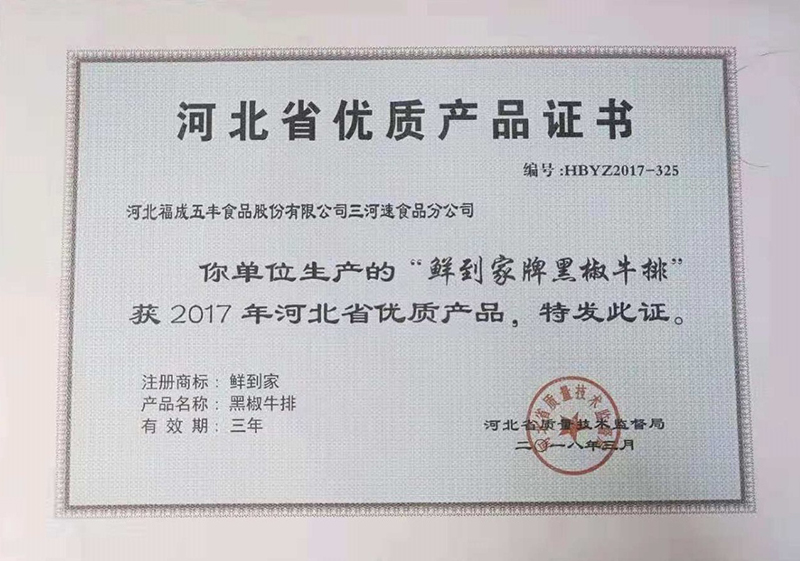 河北省优质产品证书
编号:HBYZ2017-325
河北福成五丰食品股份有限公司三河速食品分公司
你单位生产的“鲜到家牌黑椒牛排”
获2017年河北省优质产品，特发此证。
注册商标：鲜到家
产品名称：黑椒牛排
有效期：三年
河北省质量技术监督局
二〇一八年三月